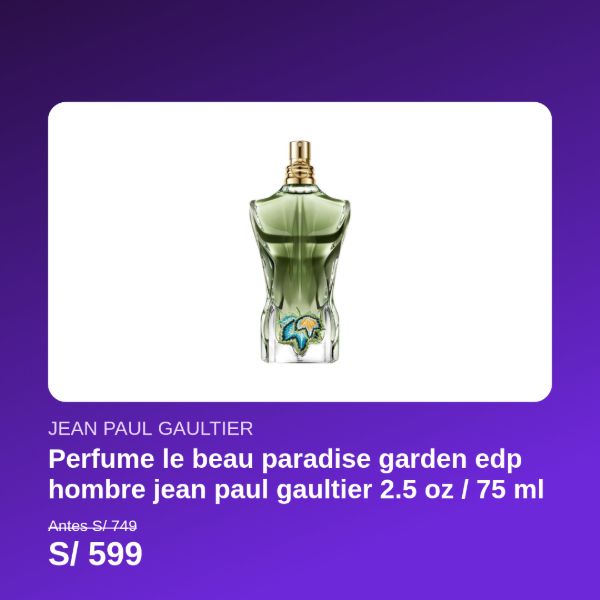 JEAN PAUL GAULTIER
Perfume le beau paradise garden edp
hombre jean paul gaultier 2.5 oz / 75 ml
Antes S/ 749
S/ 599